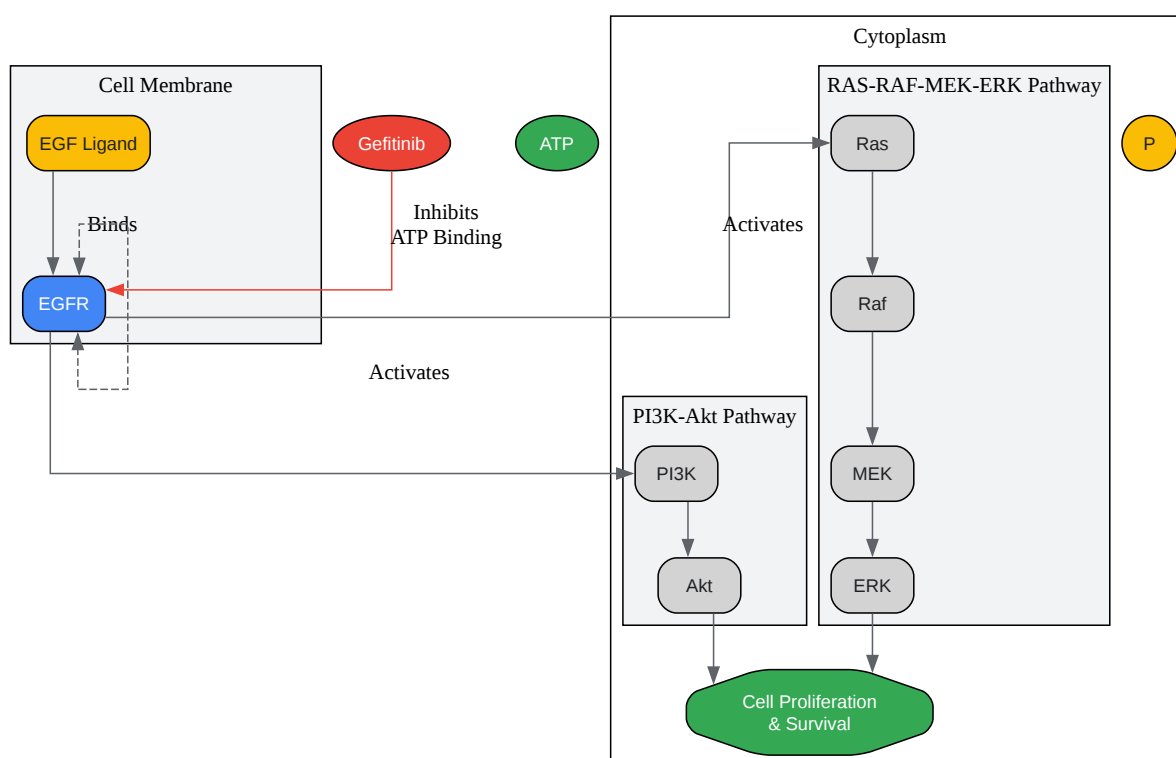 Cytoplasm
Cell Membrane
RAS-RAF-MEK-ERK Pathway
EGF Ligand
Gefitinib
ATP
Ras
P
Binds
Inhibits
ATP Binding
Activates
EGFR
Raf
Activates
PI3K-Akt Pathway
PI3K
MEK
Akt
ERK
Cell Proliferation
& Survival